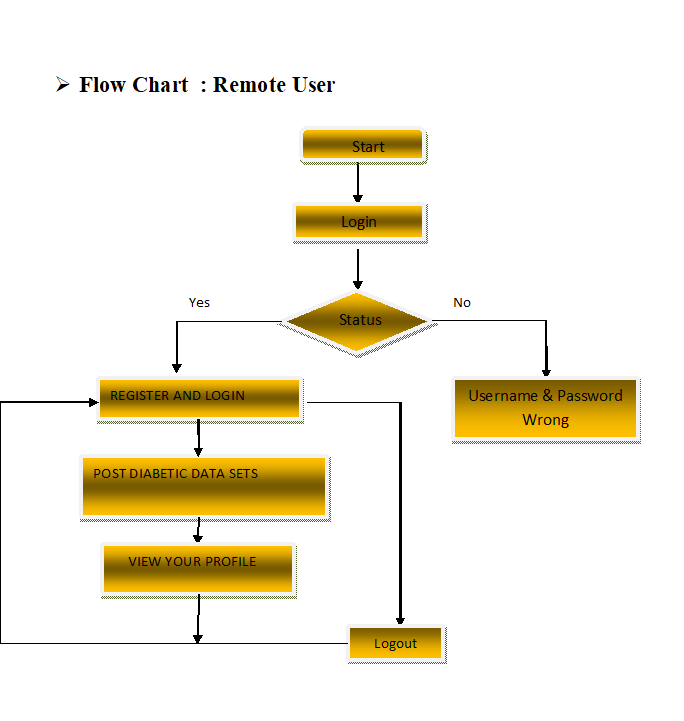 ➢ Flow Chart : Remote User
Start
Login
Yes
No
Status
REGISTER AND LOGIN
Username & Password
Wrong
POST DIABETIC DATA SETS
VIEW YOUR PROFILE
Logout